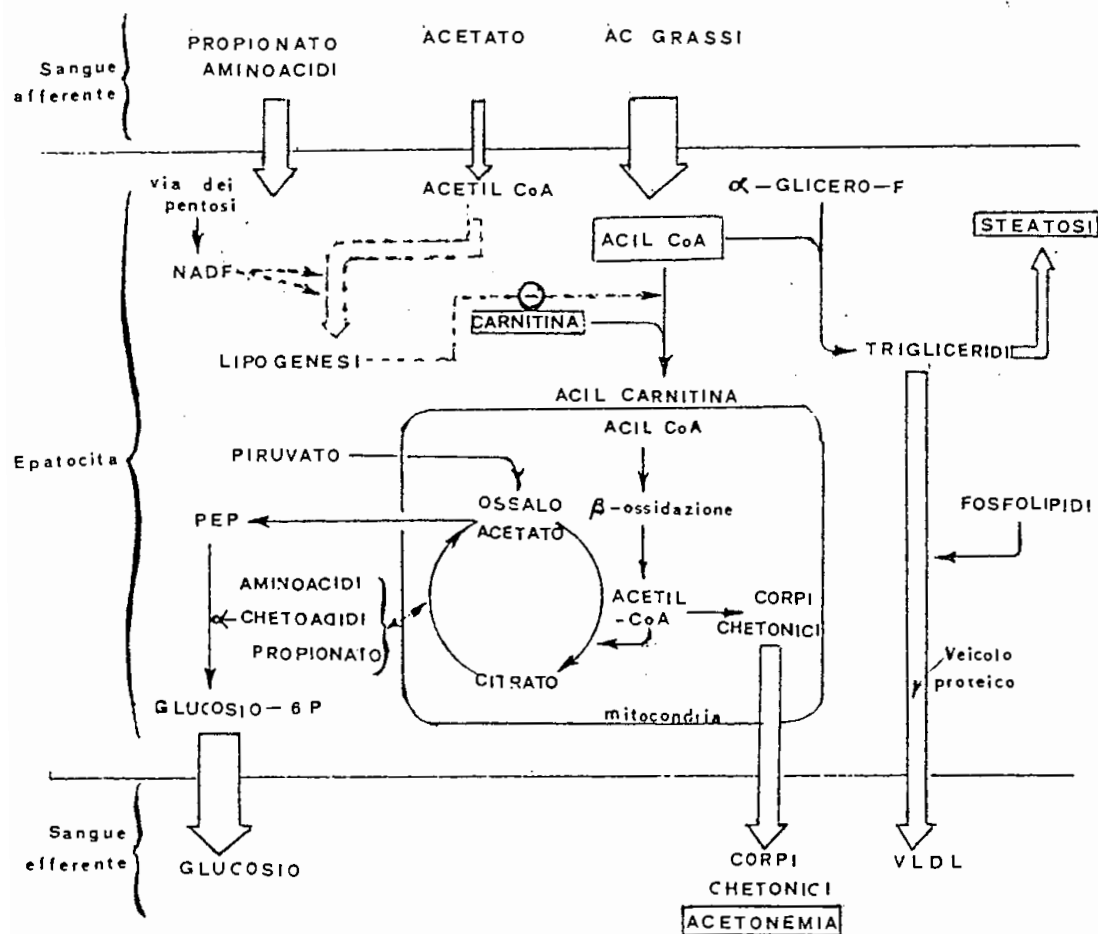 Sangue
afferente
PROPIONATO
AMINOACIDI
ACETATO
AC GRASSI
Epatocita
via dei
pentosi
NADF
ACETIL CoA
ACIL CoA
α-GLICERO-F
STEATOSI
LIPOGENESI
CARNITINA
TRIGLICERIDI
ACIL CARNITINA
ACIL CoA
PIRUVATO
OSSALO
ACETATO
β-ossidazione
PEP
FOSFOLIPIDI
AMINOACIDI
α-CHETOACIDI
PROPIONATO
ACETIL
-CoA
CORPI
CHETONICI
CITRATO
Veicolo
proteico
GLUCOSIO-6P
mitocondria
Sangue
efferente
GLUCOSIO
CORPI
CHETONICI
ACETONEMIA
VLDL